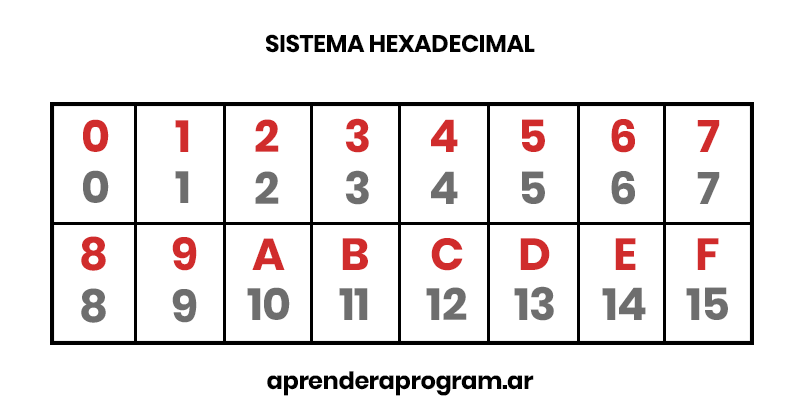 SISTEMA HEXADECIMAL
0 1 2 3 4 5 6 7
0 1 2 3 4 5 6 7
8 9 A B C D E F
8 9 10 11 12 13 14 15
aprenderaprogram.ar